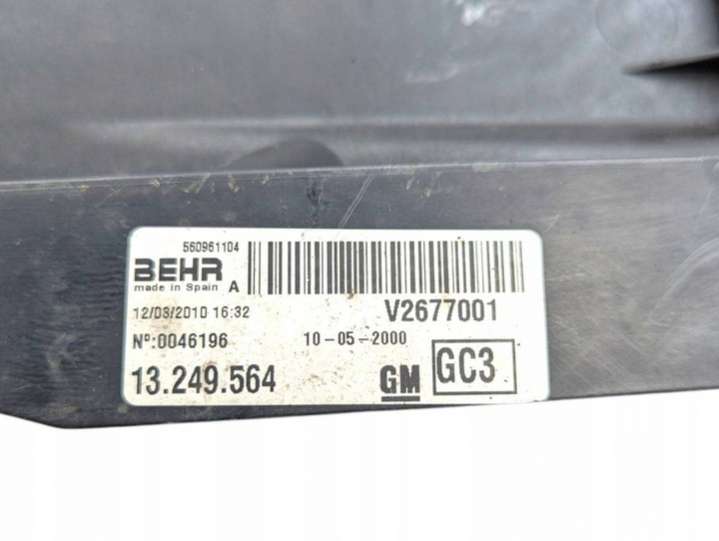 560961104
BEHR
made in Spain A
12/03/2010 16:32
V2677001
Nº:0046196
10-05-2000
13.249.564
GM
GC3